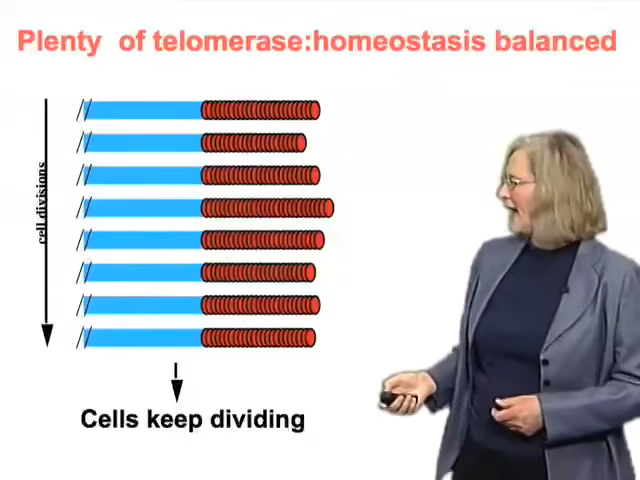 Plenty of telomerase:homeostasis balanced
cell divisions
Cells keep dividing